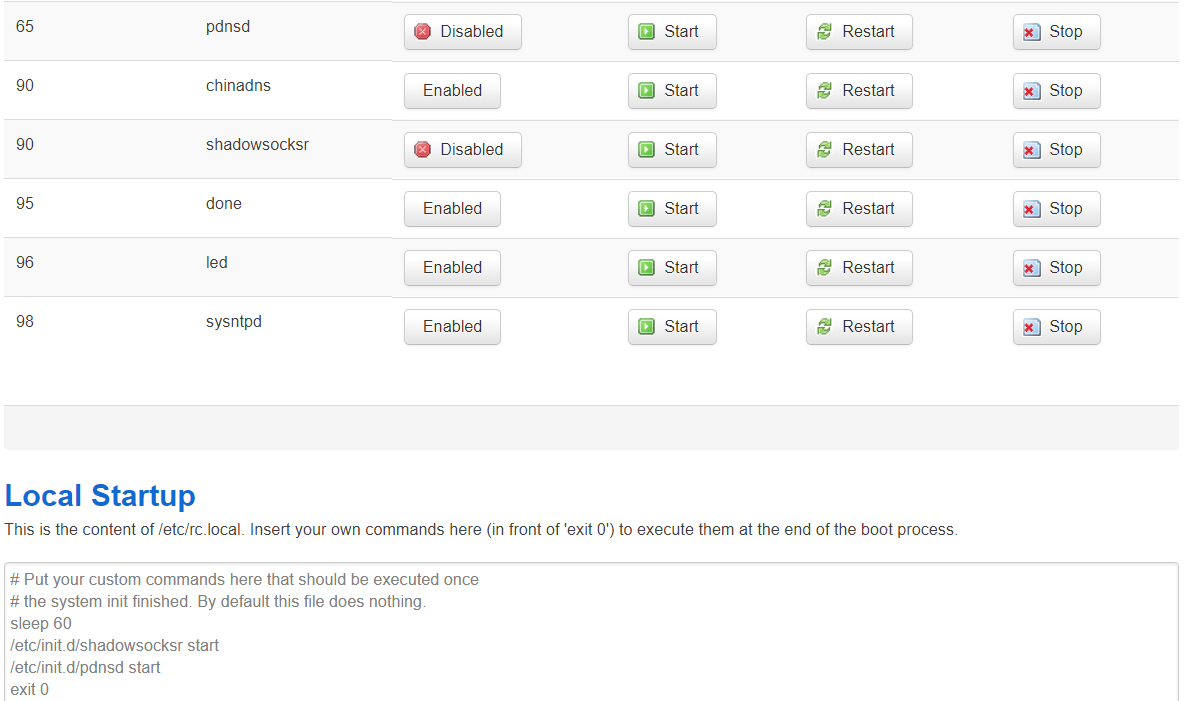 65 pdnsd Disabled Start Restart Stop
90 chinadns Enabled Start Restart Stop
90 shadowsocksr Disabled Start Restart Stop
95 done Enabled Start Restart Stop
96 led Enabled Start Restart Stop
98 sysntpd Enabled Start Restart Stop
Local Startup
This is the content of /etc/rc.local. Insert your own commands here (in front of 'exit 0') to execute them at the end of the boot process.
# Put your custom commands here that should be executed once
# the system init finished. By default this file does nothing.
sleep 60
/etc/init.d/shadowsocksr start
/etc/init.d/pdnsd start
exit 0